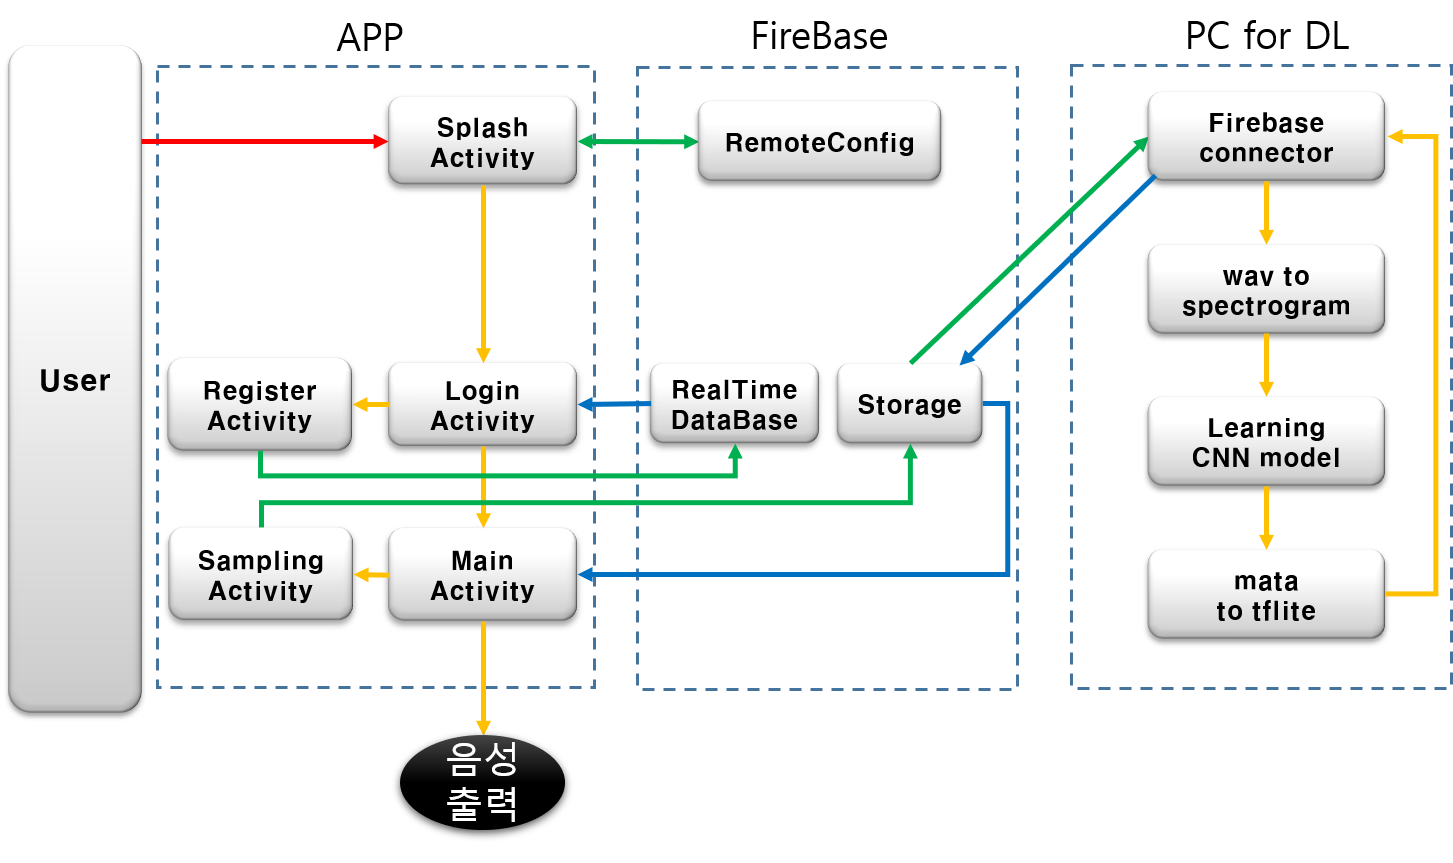 APP
FireBase
PC for DL
User
Splash
Activity
RemoteConfig
Firebase
connector
wav to
spectrogram
Register
Activity
Login
Activity
RealTime
DataBase
Storage
Learning
CNN model
Sampling
Activity
Main
Activity
mata
to tflite
음성
출력